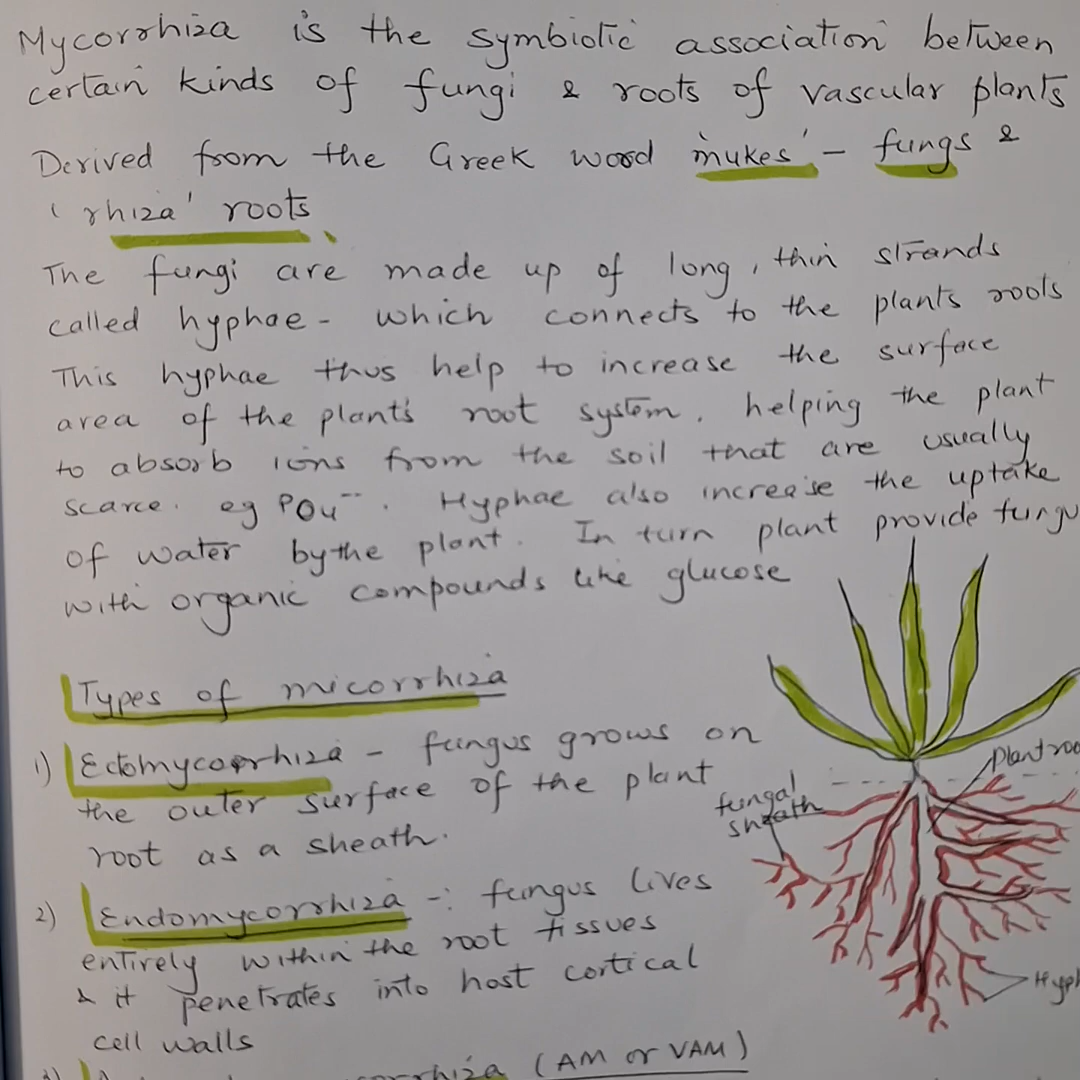 Mycorrhiza is the symbiotic association between
certain kinds of fungi & roots of vascular plants
Derived from the Greek word 'mukes' – fungs &
'rhiza' roots
The fungi are made up of long, thin strands
called hyphae - which connects to the plants roots
This hyphae thus help to increase the surface
area of the plant's root system, helping the plant
to absorb ions from the soil that are usually
scarce. eg PO4--. Hyphae also increase the uptake
of water by the plant. In turn plant provide fungu
with organic compounds like glucose
Types of micorrhiza
1) Ectomycorrhiza - fungus grows on
the outer surface of the plant
root as a sheath.
Plant roo
fungal
sheath
2) Endomycorrhiza -: fungus lives
entirely within the root tissues
& it penetrates into host cortical
Hyph
cell walls
(AM or VAM)